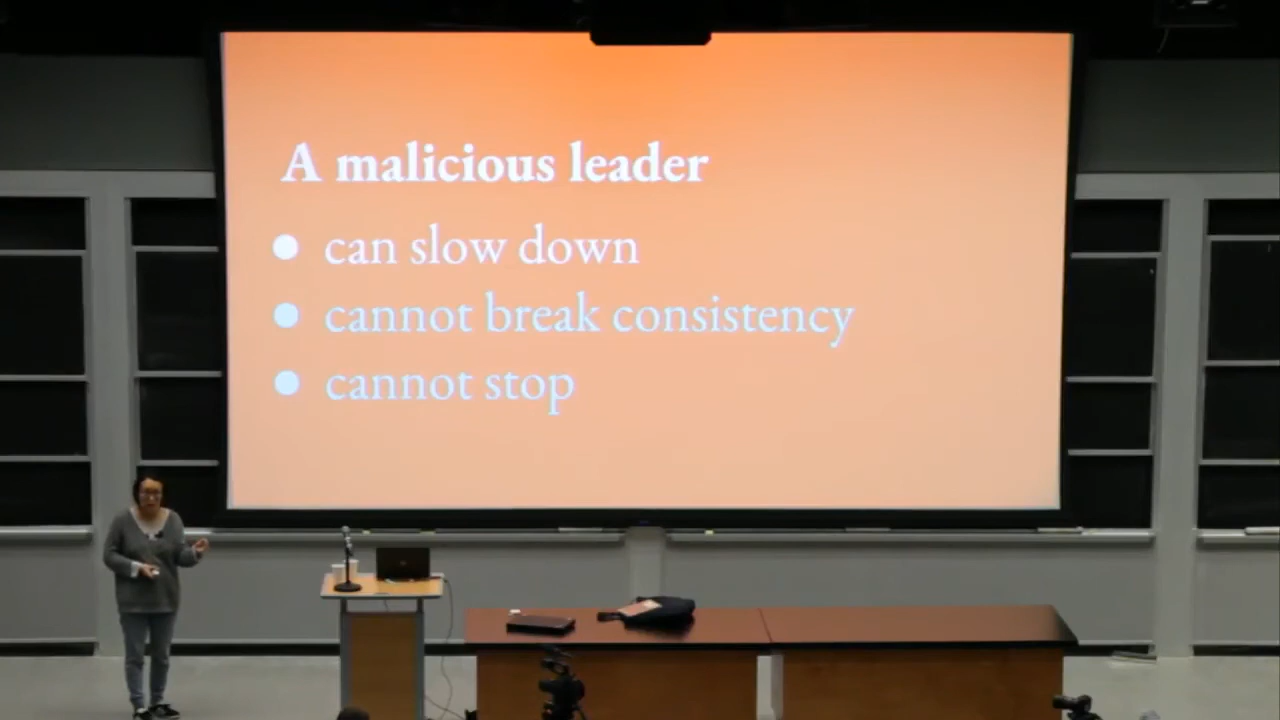 A malicious leader
● can slow down
● cannot break consistency
● cannot stop